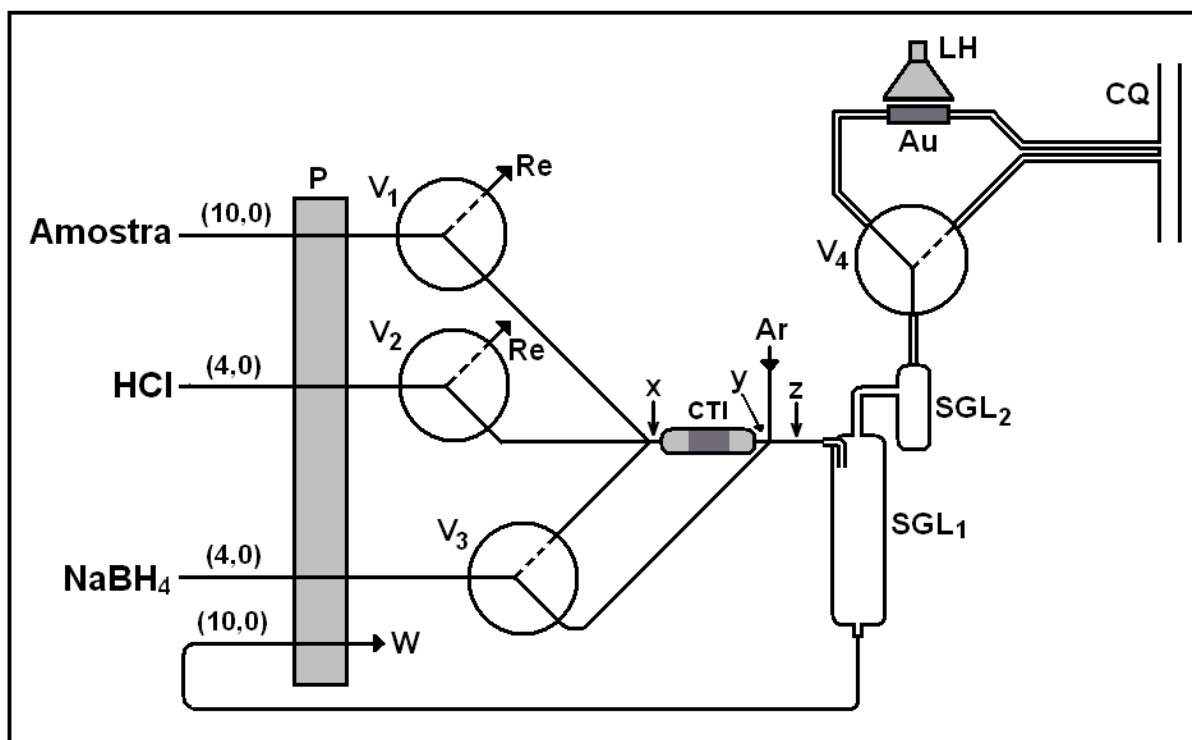 LH
CQ
Au
P
V1
Re
(10,0)
Amostra
V4
V2
Re
Ar
(4,0)
HCl
x
CTI
y
z
SGL2
SGL1
V3
(4,0)
NaBH4
(10,0)
W